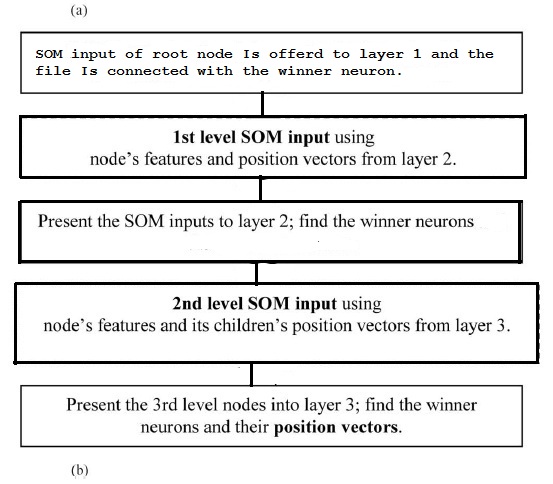 (a)
SOM input of root node Is offerd to layer 1 and the
file Is connected with the winner neuron.
1st level SOM input using
node's features and position vectors from layer 2.
Present the SOM inputs to layer 2; find the winner neurons
2nd level SOM input using
node's features and its children's position vectors from layer 3.
Present the 3rd level nodes into layer 3; find the winner
neurons and their position vectors.
(b)